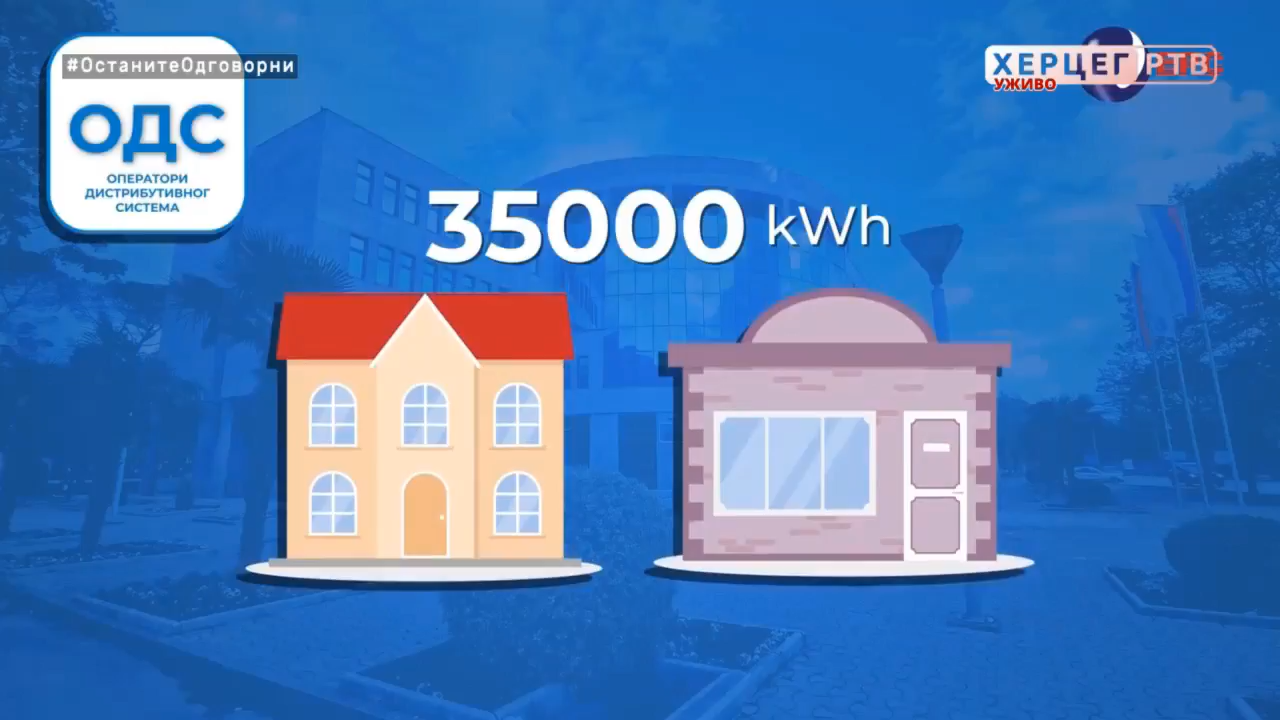 #ОстанитеОдговорни
ОДС
ОПЕРАТОРИ
ДИСТРИБУТИВНОГ
СИСТЕМА
ХЕРЦЕГ РТВ
УЖИВО
35000 kWh